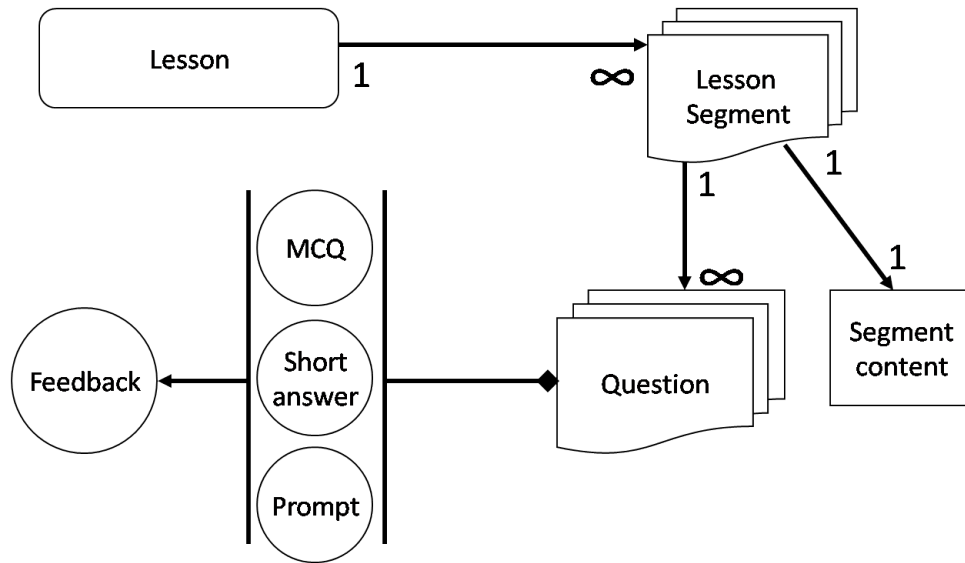 Lesson
1
∞
Lesson
Segment
1
1
∞
1
MCQ
Short
answer
Prompt
Feedback
Question
Segment
content